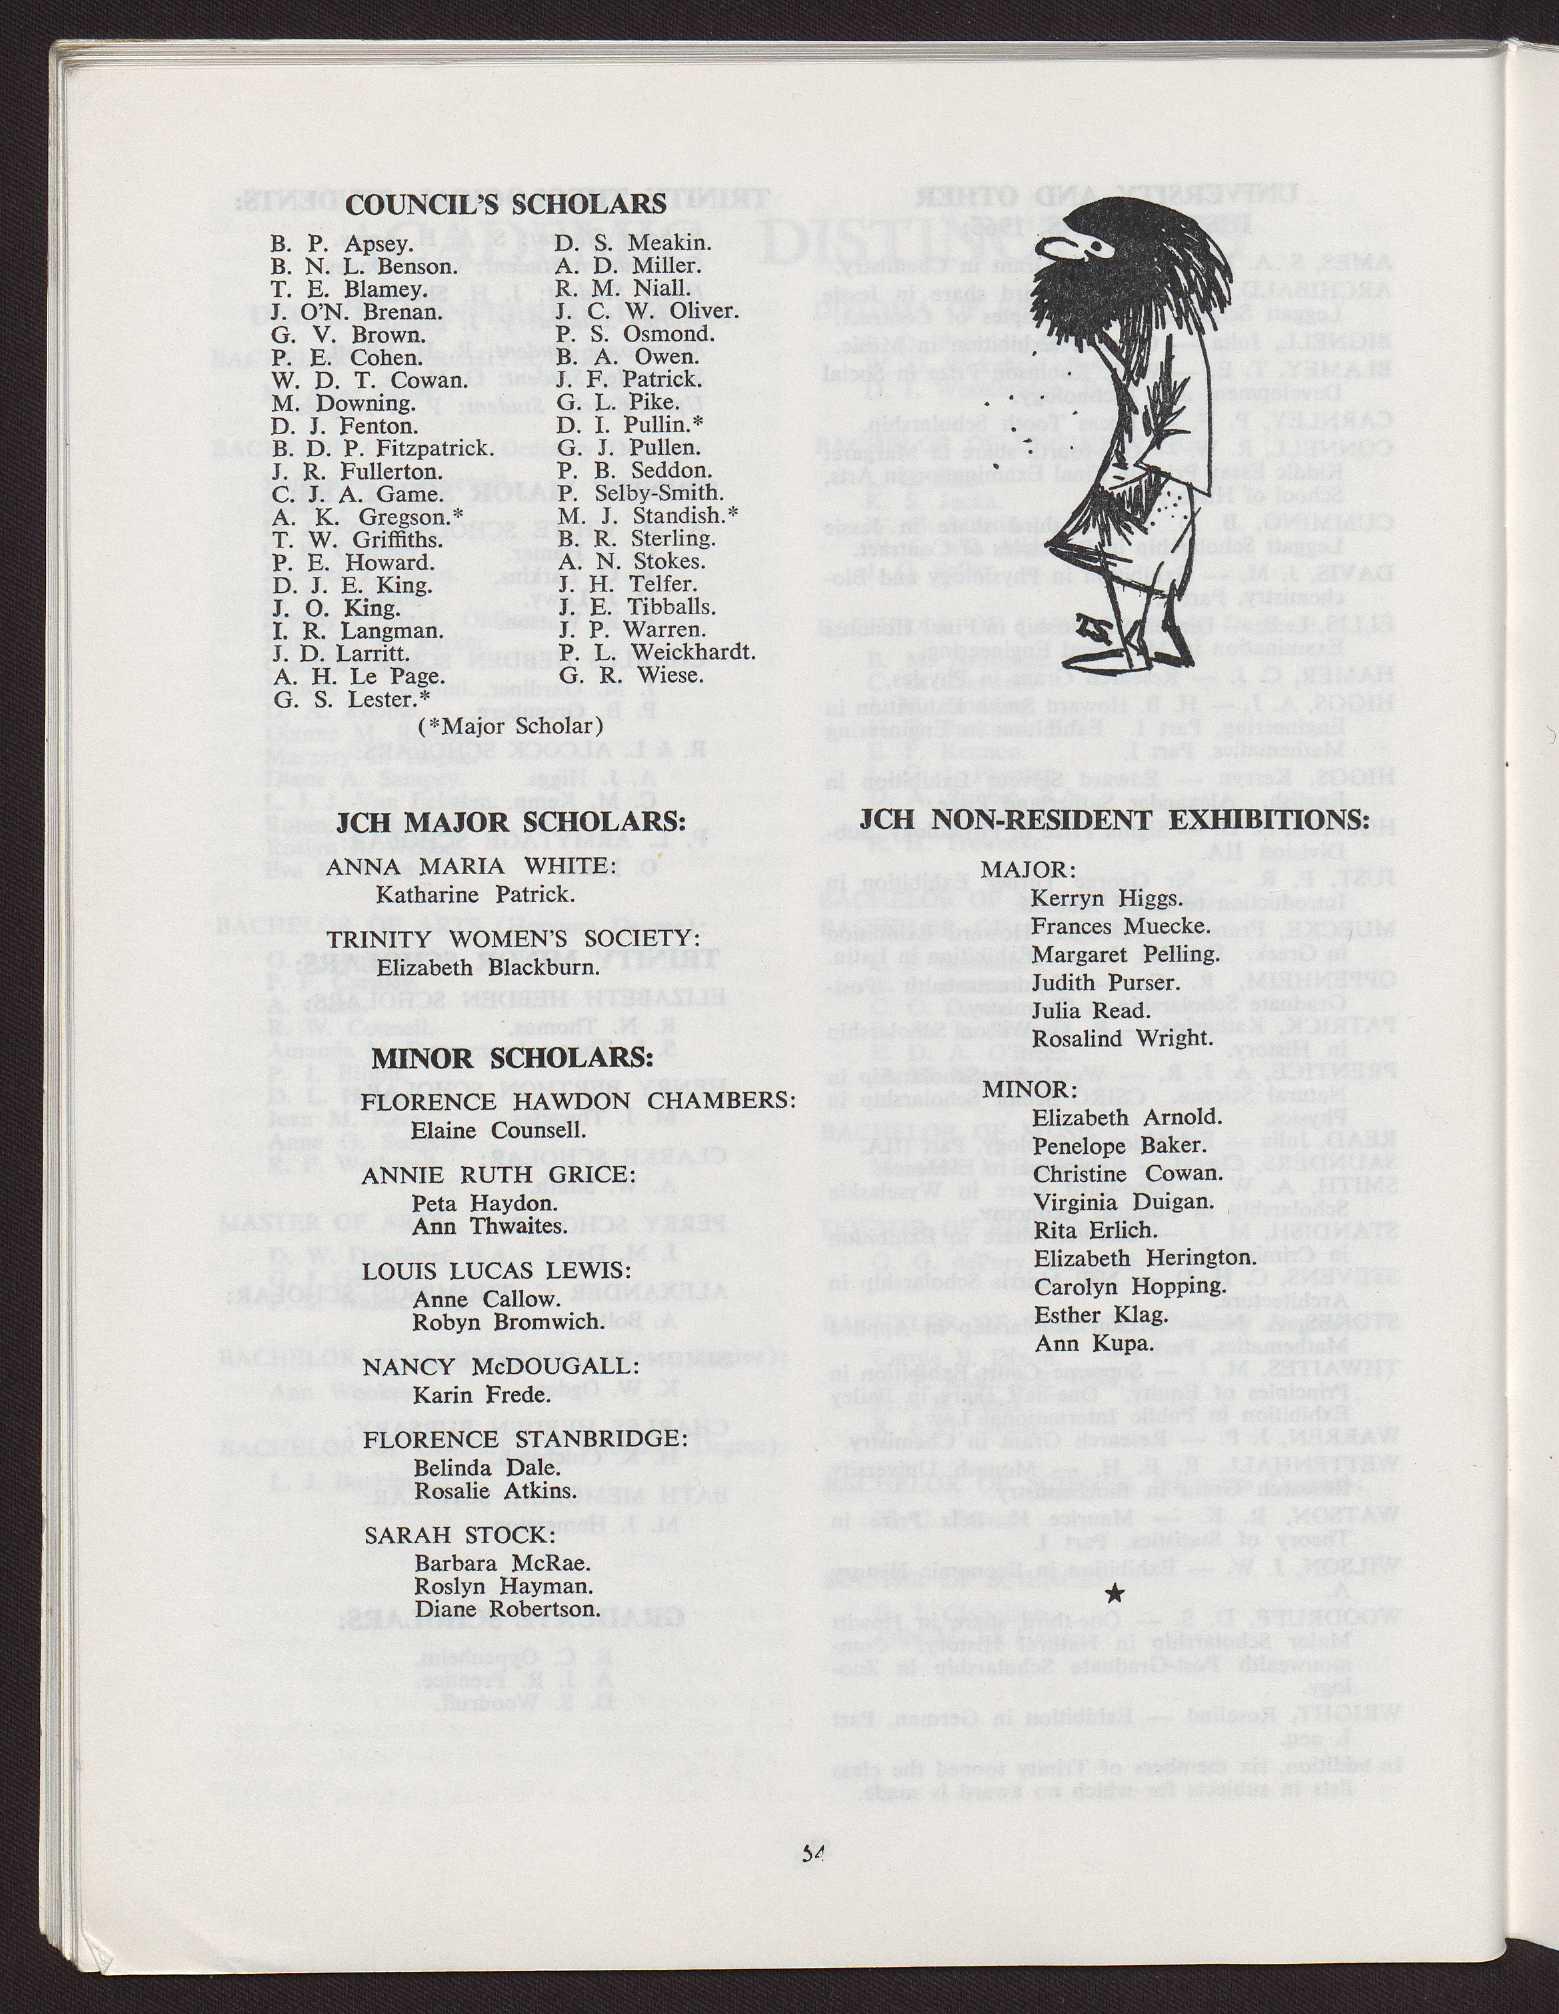 COUNCIL'S SCHOLARS
B. P. Apsey.
B. N. L. Benson.
T. E. Blamey.
J. O'N. Brenan.
G. V. Brown.
P. E. Cohen.
W. D. T. Cowan.
M. Downing.
D. J. Fenton.
B. D. P. Fitzpatrick.
J. R. Fullerton.
C. J. A. Game.
A. K. Gregson.*
T. W. Griffiths.
P. E. Howard.
D. J. E. King.
J. O. King.
I. R. Langman.
J. D. Larritt.
A. H. Le Page.
G. S. Lester.*
D. S. Meakin.
A. D. Miller.
R. M. Niall.
J. C. W. Oliver.
P. S. Osmond.
B. A. Owen.
J. F. Patrick.
G. L. Pike.
D. I. Pullin.*
G. J. Pullen.
P. B. Seddon.
P. Selby-Smith.
M. J. Standish.*
B. R. Sterling.
A. N. Stokes.
J. H. Telfer.
J. E. Tibballs.
J. P. Warren.
P. L. Weickhardt.
G. R. Wiese.
(*Major Scholar)
JCH MAJOR SCHOLARS:
ANNA MARIA WHITE:
Katharine Patrick.
TRINITY WOMEN'S SOCIETY:
Elizabeth Blackburn.
MINOR SCHOLARS:
FLORENCE HAWDON CHAMBERS:
Elaine Counsell.
ANNIE RUTH GRICE:
Peta Haydon.
Ann Thwaites.
LOUIS LUCAS LEWIS:
Anne Callow.
Robyn Bromwich.
NANCY McDOUGALL:
Karin Frede.
FLORENCE STANBRIDGE:
Belinda Dale.
Rosalie Atkins.
SARAH STOCK:
Barbara McRae.
Roslyn Hayman.
Diane Robertson.
JCH NON-RESIDENT EXHIBITIONS:
MAJOR:
Kerryn Higgs.
Frances Muecke.
Margaret Pelling.
Judith Purser.
Julia Read.
Rosalind Wright.
MINOR:
Elizabeth Arnold.
Penelope Baker.
Christine Cowan.
Virginia Duigan.
Rita Erlich.
Elizabeth Herington.
Carolyn Hopping.
Esther Klag.
Ann Kupa.
54